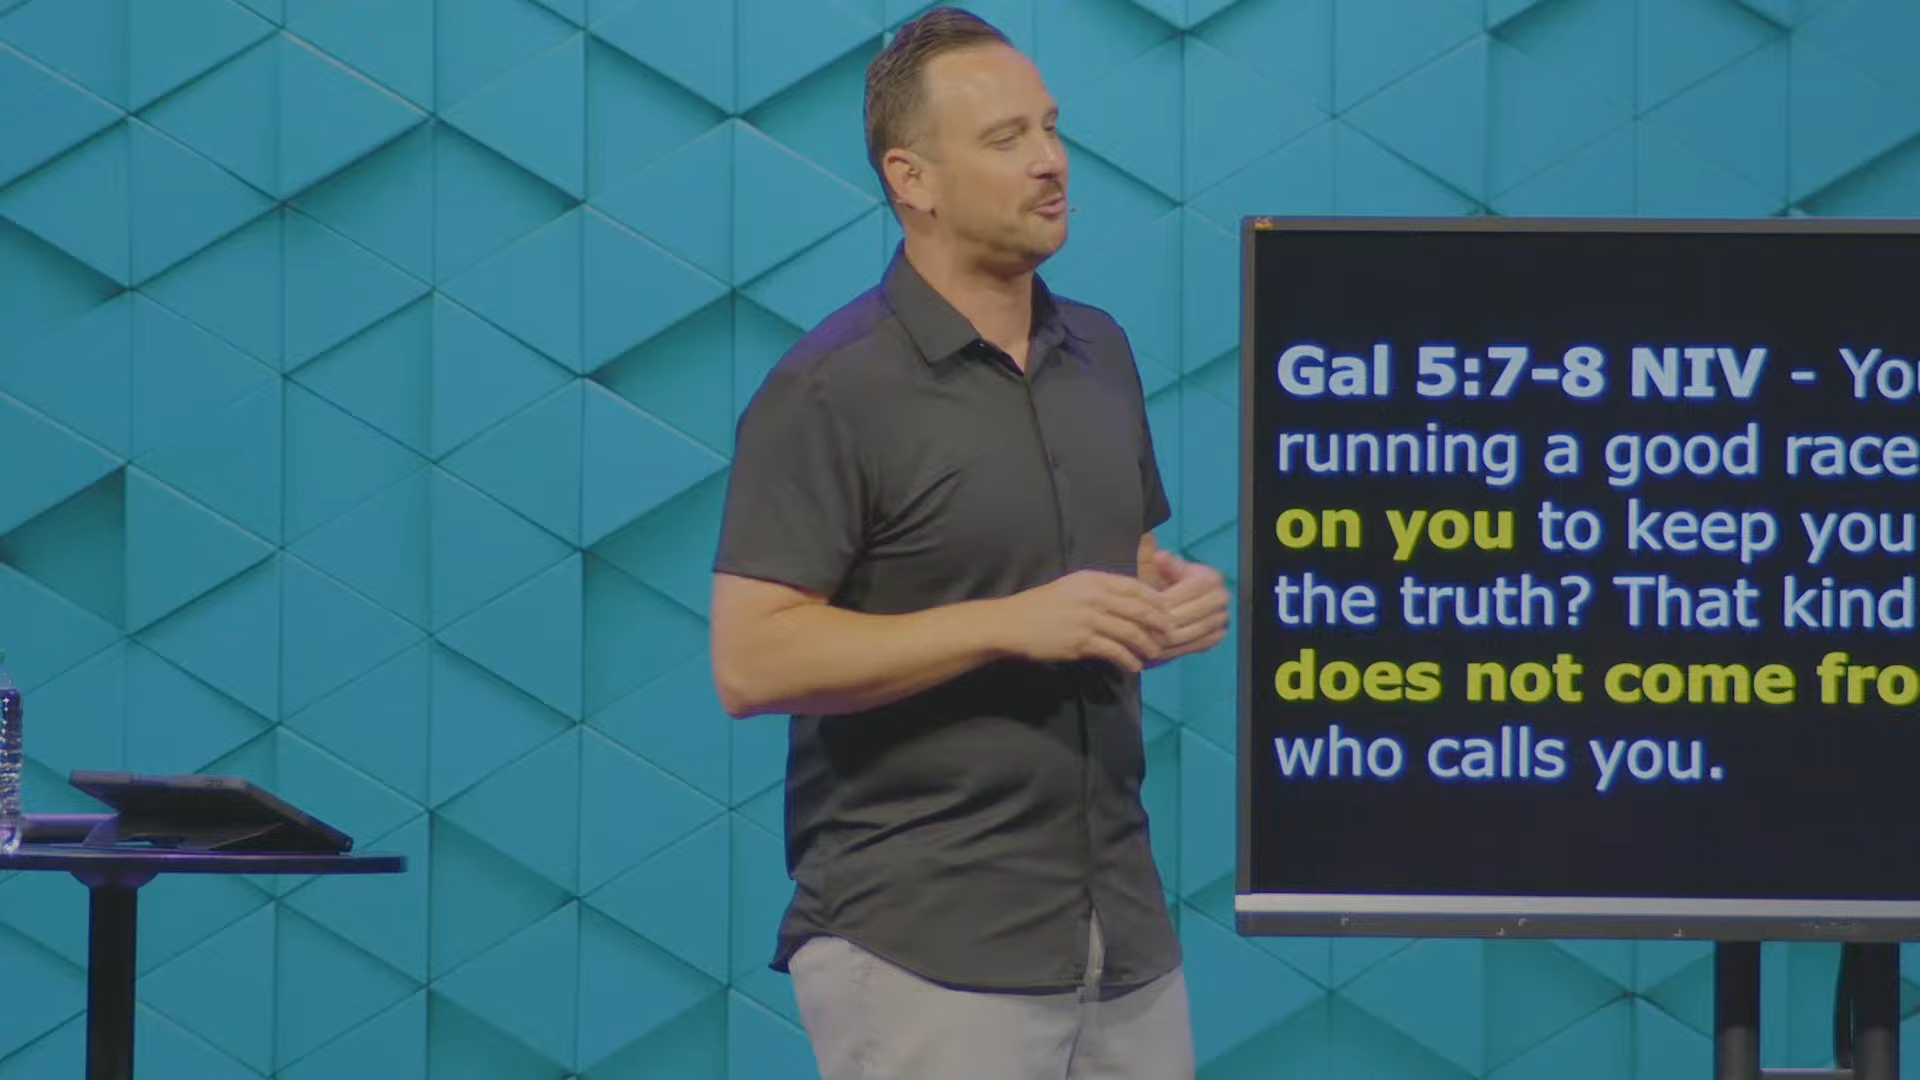 Gal 5:7-8 NIV - You
running a good race
on you to keep you
the truth? That kind
does not come fro
who calls you.